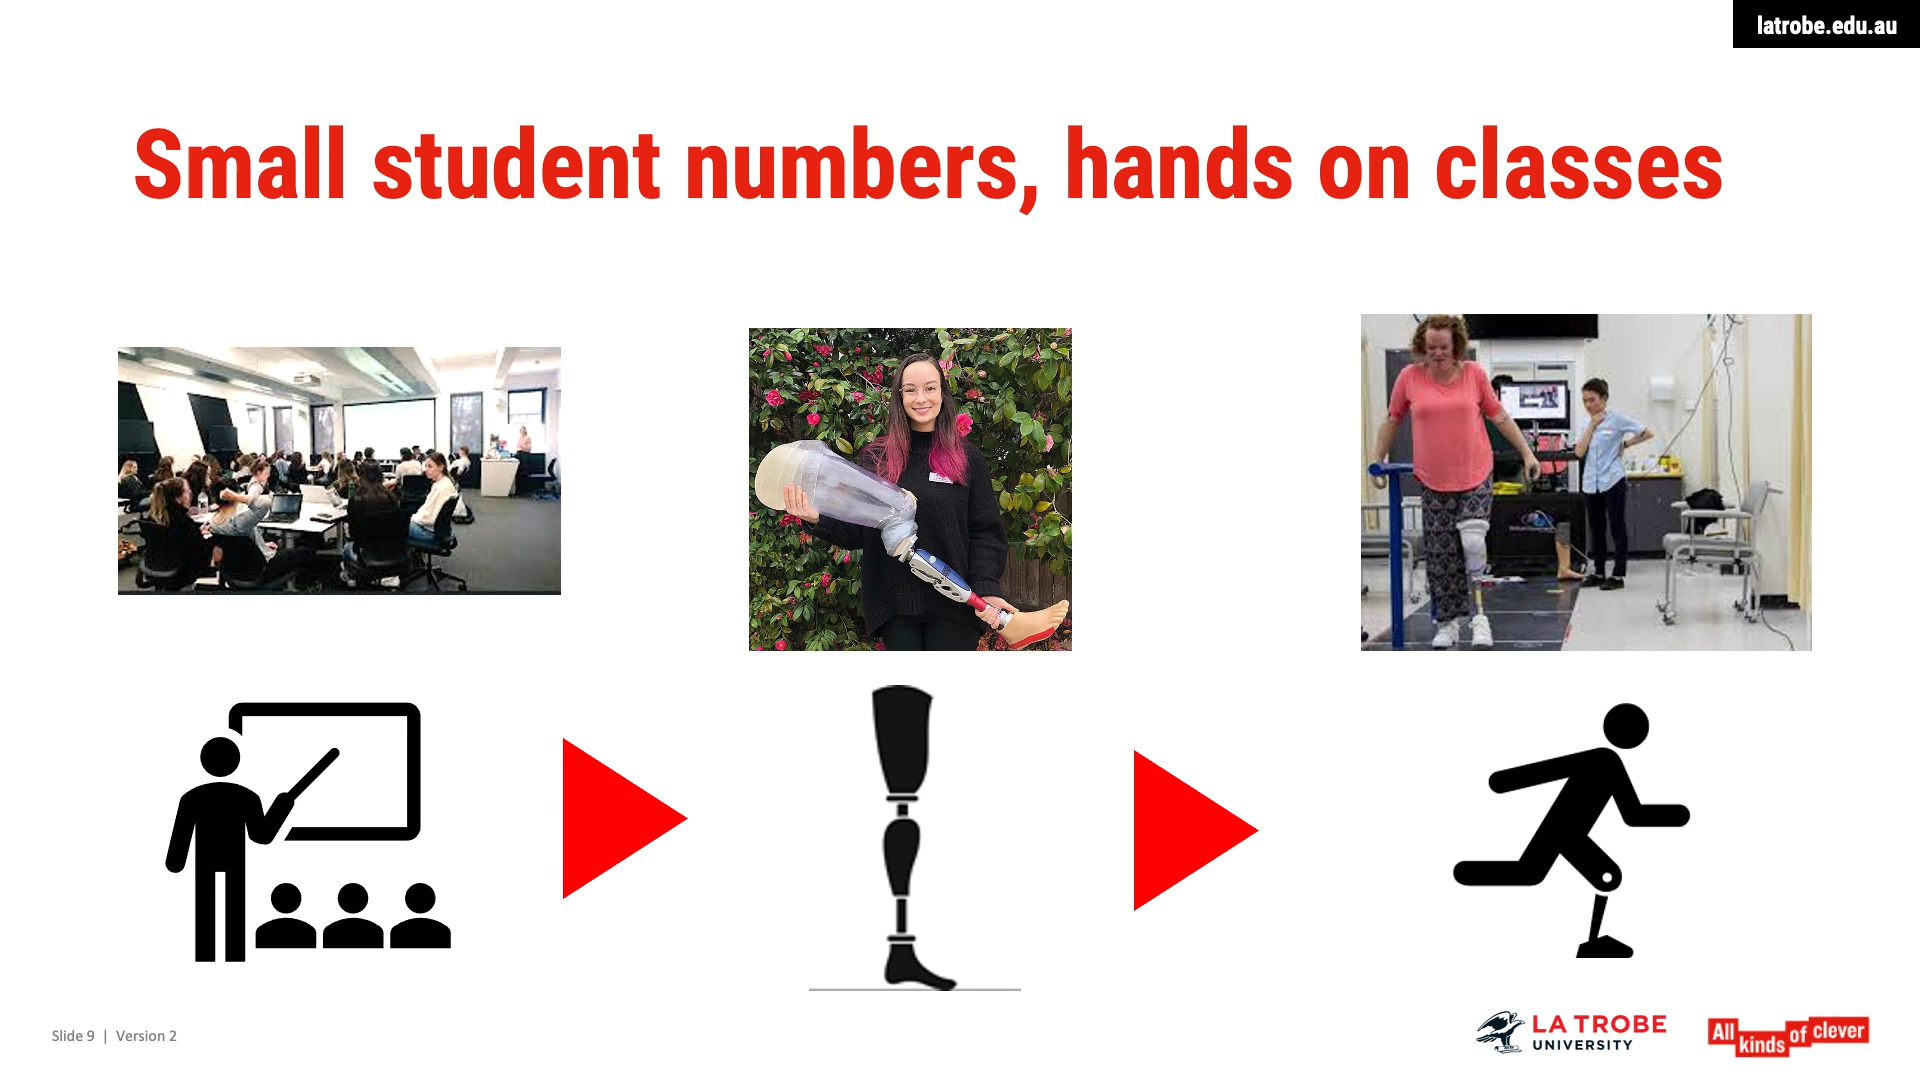 latrobe.edu.au
Small student numbers, hands on classes
Slide 9 | Version 2
LA TROBE
UNIVERSITY
All kinds of clever